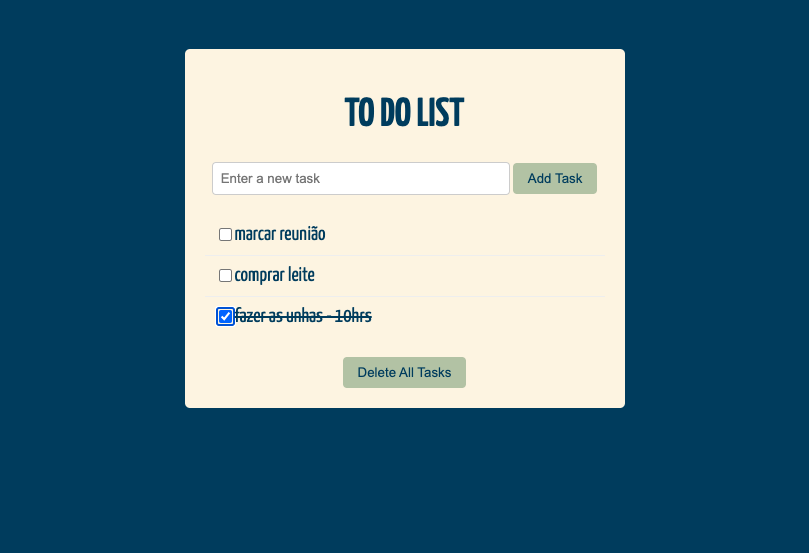 TO DO LIST
Enter a new task
Add Task
marcar reunião
comprar leite
fazer as unhas - 10hrs
Delete All Tasks